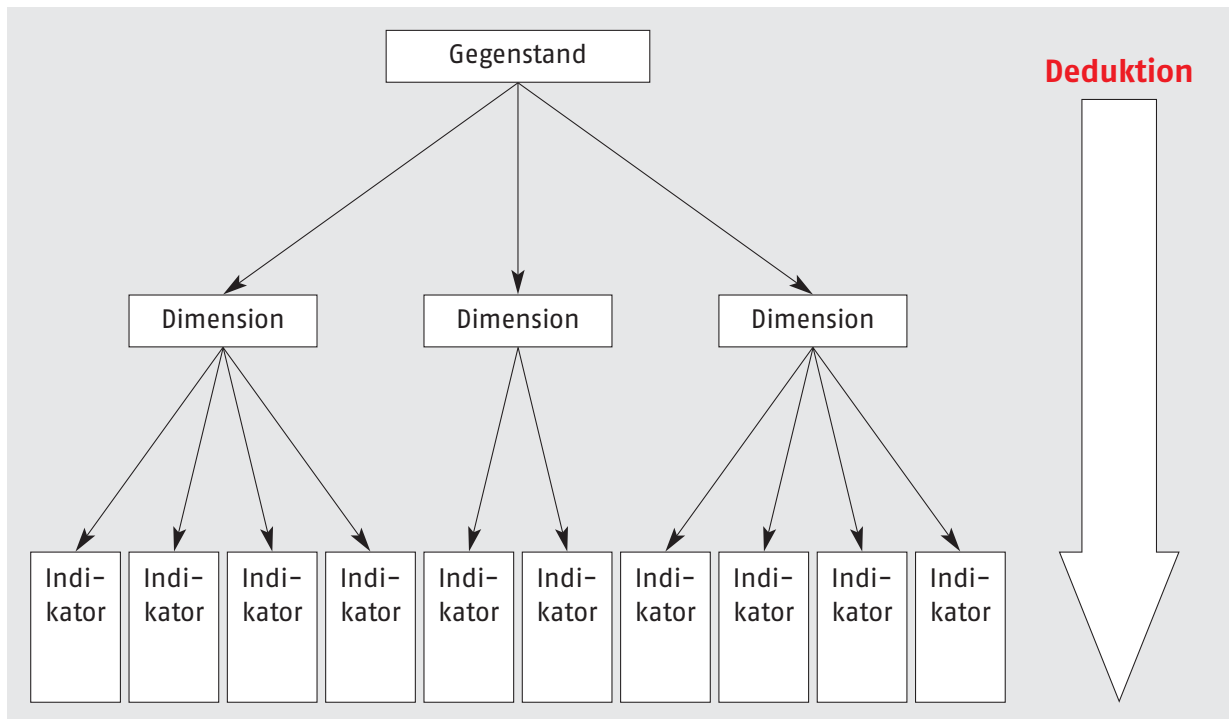 Gegenstand
Deduktion
Dimension
Dimension
Dimension
Indi-
kator
Indi-
kator
Indi-
kator
Indi-
kator
Indi-
kator
Indi-
kator
Indi-
kator
Indi-
kator
Indi-
kator
Indi-
kator